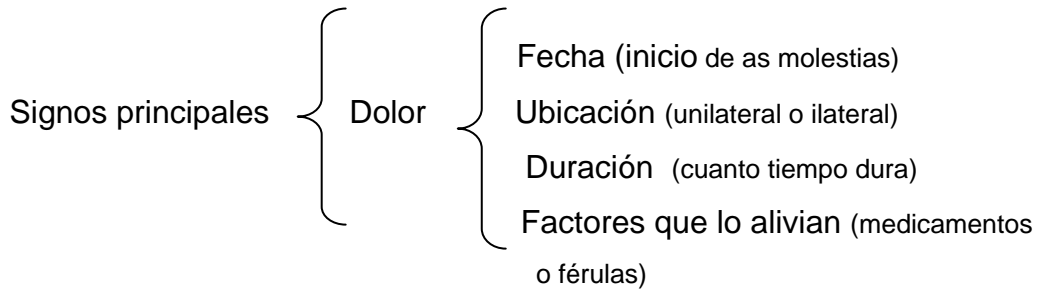 Fecha (inicio de as molestias)
Signos principales Dolor Ubicación (unilateral o ilateral)
Duración (cuanto tiempo dura)
Factores que lo alivian (medicamentos
o férulas)